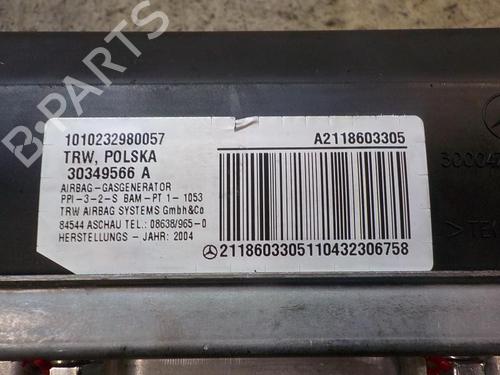 B-PARTS
1010232980057
TRW, POLSKA
30349566 A
AIRBAG-GASGENERATOR
PPI-3-2-S BAM-PT 1- 1053
TRW AIRBAG SYSTEMS GmbH&Co
84544 ASCHAU TEL.: 08638/965-0
HERSTELLUNGS - JAHR: 2004
A2118603305
2118603305110432306758